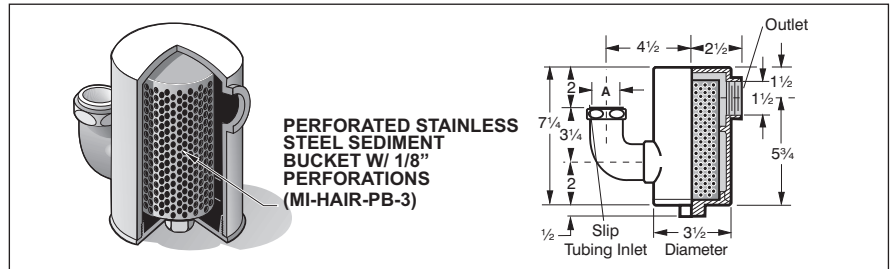 PERFORATED STAINLESS
STEEL SEDIMENT
BUCKET W/ 1/8”
PERFORATIONS
(MI-HAIR-PB-3)
Outlet
4½
2½
1½
1½
2
A
7¼
3¼
5¾
2
½
Slip
Tubing Inlet
3½
Diameter